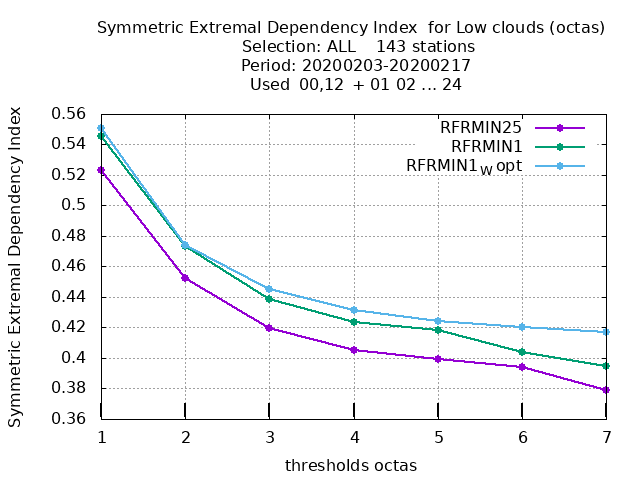 Symmetric Extremal Dependency Index  for Low clouds (octas)
Selection: ALL    143 stations
Period: 20200203-20200217
Used  00,12  + 01 02 ... 24
Symmetric Extremal Dependency Index
RFRMIN25
RFRMIN1
RFRMIN1W opt
0.56
0.54
0.52
0.5
0.48
0.46
0.44
0.42
0.4
0.38
0.36
1 2 3 4 5 6 7
thresholds octas